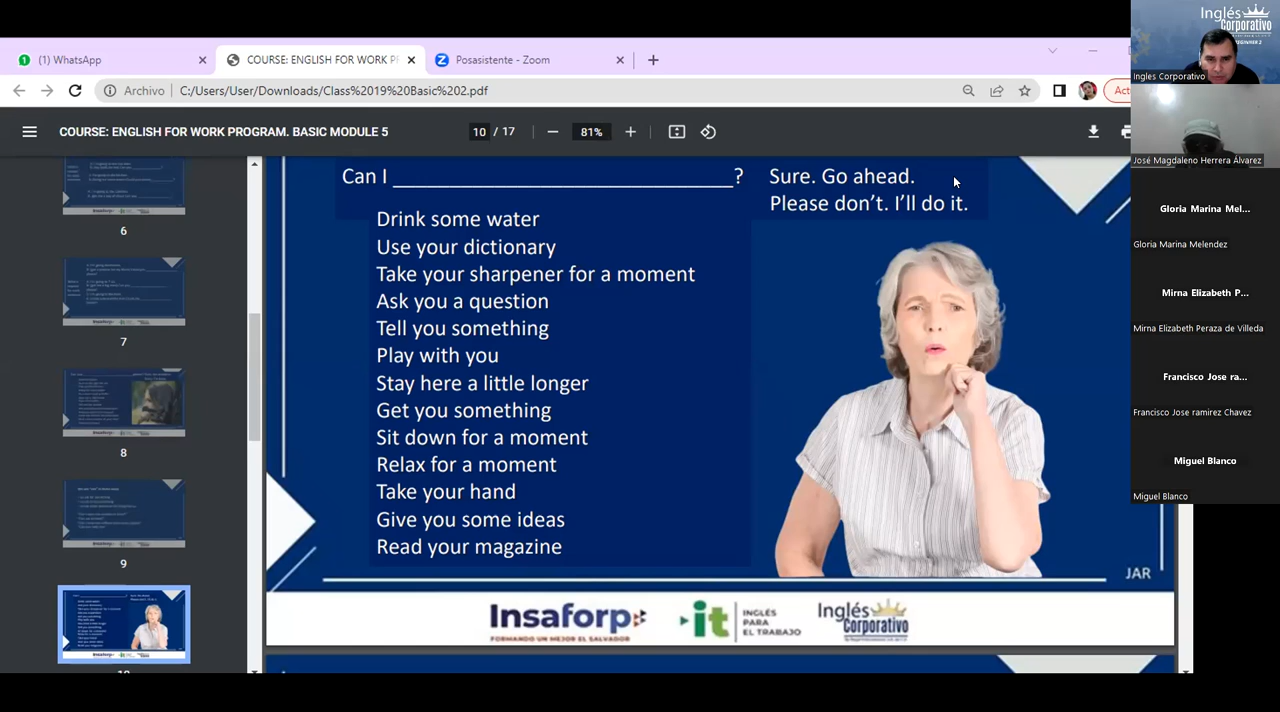 (1) WhatsApp
COURSE: ENGLISH FOR WORK PR
Posasistente - Zoom
Archivo
C:/Users/User/Downloads/Class%2019%20Basic%202.pdf
COURSE: ENGLISH FOR WORK PROGRAM. BASIC MODULE 5
10 / 17
81%
6
7
8
9
Can I ______________________________?
Sure. Go ahead.
Please don't. I'll do it.
Drink some water
Use your dictionary
Take your sharpener for a moment
Ask you a question
Tell you something
Play with you
Stay here a little longer
Get you something
Sit down for a moment
Relax for a moment
Take your hand
Give you some ideas
Read your magazine
JAR
Insaforp
FORMANDO UN MEJOR EL SALVADOR
it
INGLÉS
PARA
EL TRABAJO
Inglés
Corporativo
Inglés
Corporativo
Ingles Corporativo
José Magdaleno Herrera Álvarez
Gloria Marina Mel...
Gloria Marina Melendez
Mirna Elizabeth P...
Mirna Elizabeth Peraza de Villeda
Francisco Jose ra...
Francisco Jose ramirez Chavez
Miguel Blanco
Miguel Blanco